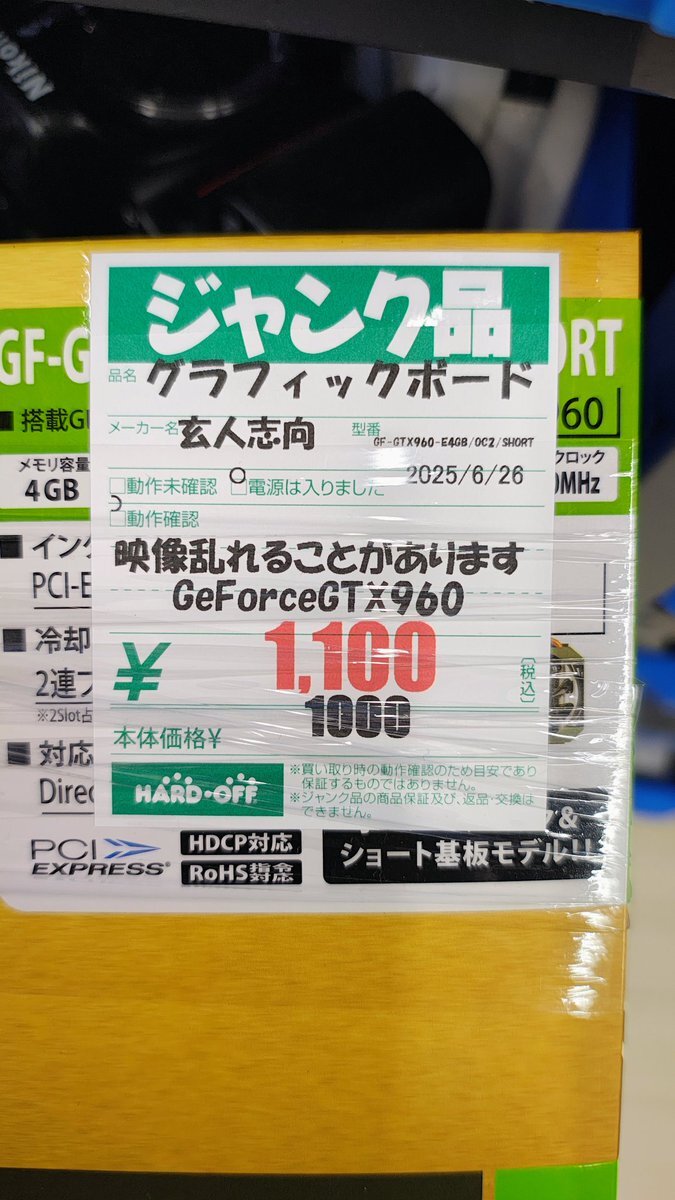 Nikon
ジャンク品
GF-G
ORT
品名 グラフィックボード
■搭載GU
960
メーカー名 玄人志向 型番 GF-GTX960-E4GB/OC2/SHORT
メモリ容量
クロック
4GB
0MHz
2025/6/26
□動作未確認 □電源は入りました
□動作確認
■イン
映像乱れることがあります
PCI-E
GeForceGTX960
■冷却
¥ 1,100 (税込)
2連
※2Slot占
1000
本体価格¥
■対応
Direc
HARD・OFF
※買い取り時の動作確認のため目安であり
保証するものではありません。
※ジャンク品の商品保証及び、返品・交換は
できません。
&
PCI EXPRESS®
HDCP対応
RoHS指令
ショート基板モデル!!